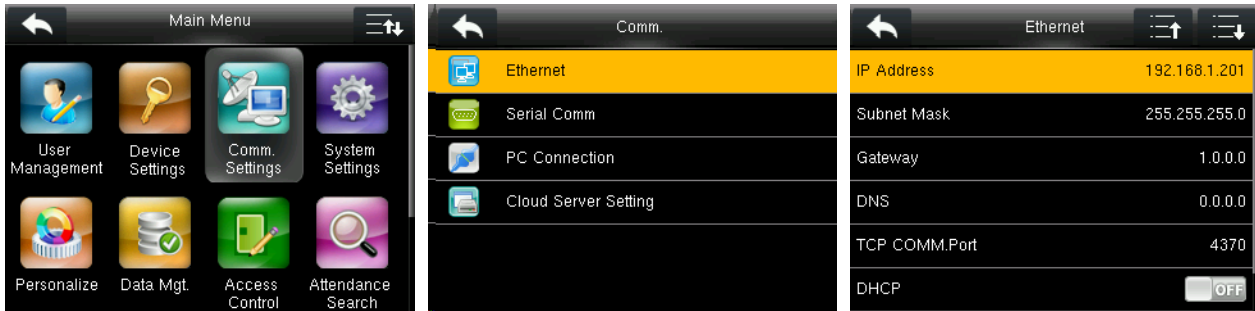 Main Menu
User Management
Device Settings
Comm. Settings
System Settings
Personalize
Data Mgt.
Access Control
Attendance Search
Comm.
Ethernet
Serial Comm
PC Connection
Cloud Server Setting
Ethernet
IP Address 192.168.1.201
Subnet Mask 255.255.255.0
Gateway 1.0.0.0
DNS 0.0.0.0
TCP COMM.Port 4370
DHCP OFF